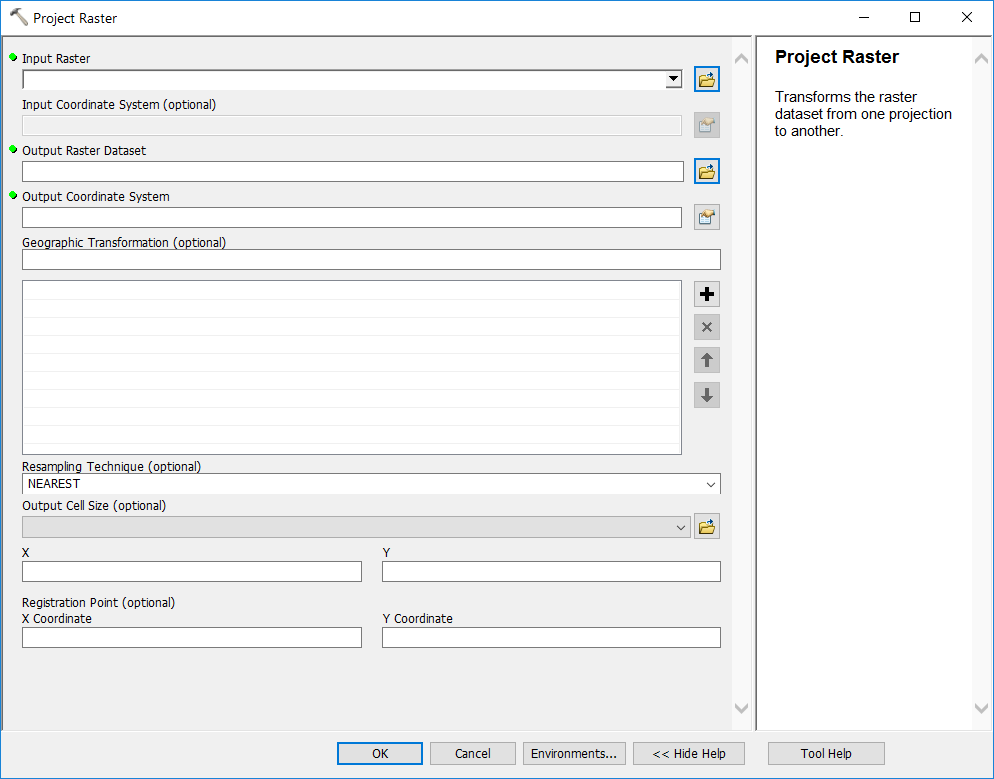 Project Raster
Input Raster
Input Coordinate System (optional)
Output Raster Dataset
Output Coordinate System
Geographic Transformation (optional)
Resampling Technique (optional)
NEAREST
Output Cell Size (optional)
X
Y
Registration Point (optional)
X Coordinate
Y Coordinate
Project Raster
Transforms the raster
dataset from one projection
to another.
OK
Cancel
Environments...
<< Hide Help
Tool Help